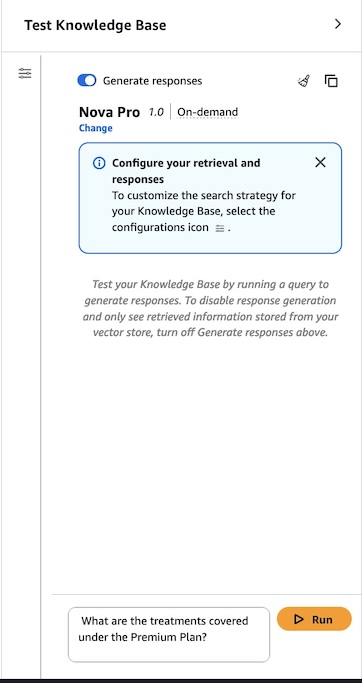 Test Knowledge Base
Generate responses
Nova Pro 1.0 On-demand
Change
Configure your retrieval and
responses
To customize the search strategy for
your Knowledge Base, select the
configurations icon .
Test your Knowledge Base by running a query to
generate responses. To disable response generation
and only see retrieved information stored from your
vector store, turn off Generate responses above.
What are the treatments covered
under the Premium Plan?
Run